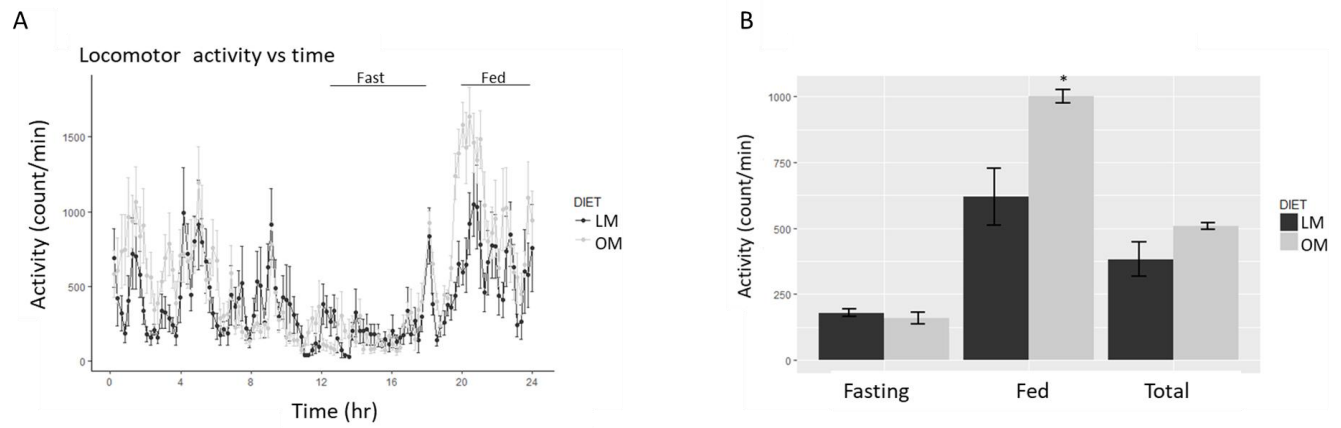 A
Locomotor activity vs time
Fast
Fed
Activity (count/min)
1500
1000
500
0
0 4 8 12 16 20 24
Time (hr)
DIET
LM
OM
B
*
Activity (count/min)
1000
750
500
250
0
Fasting Fed Total
DIET
LM
OM